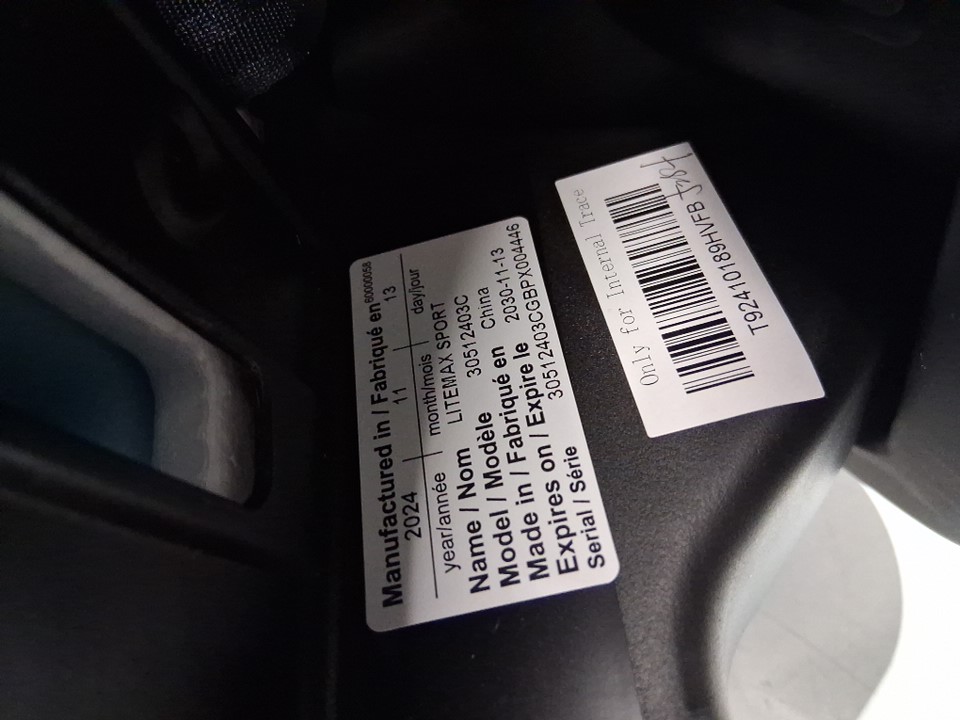 Manufactured in / Fabriqué en 60000058
2024 11 13
year/année month/mois day/jour
Name / Nom LITEMAX SPORT
Model / Modèle 30512403C
Made in / Fabriqué en China
Expires on / Expire le 2030-11-13
Serial / Série 30512403CGBPX004446
Only for Internal Trace
T92410189HVFB